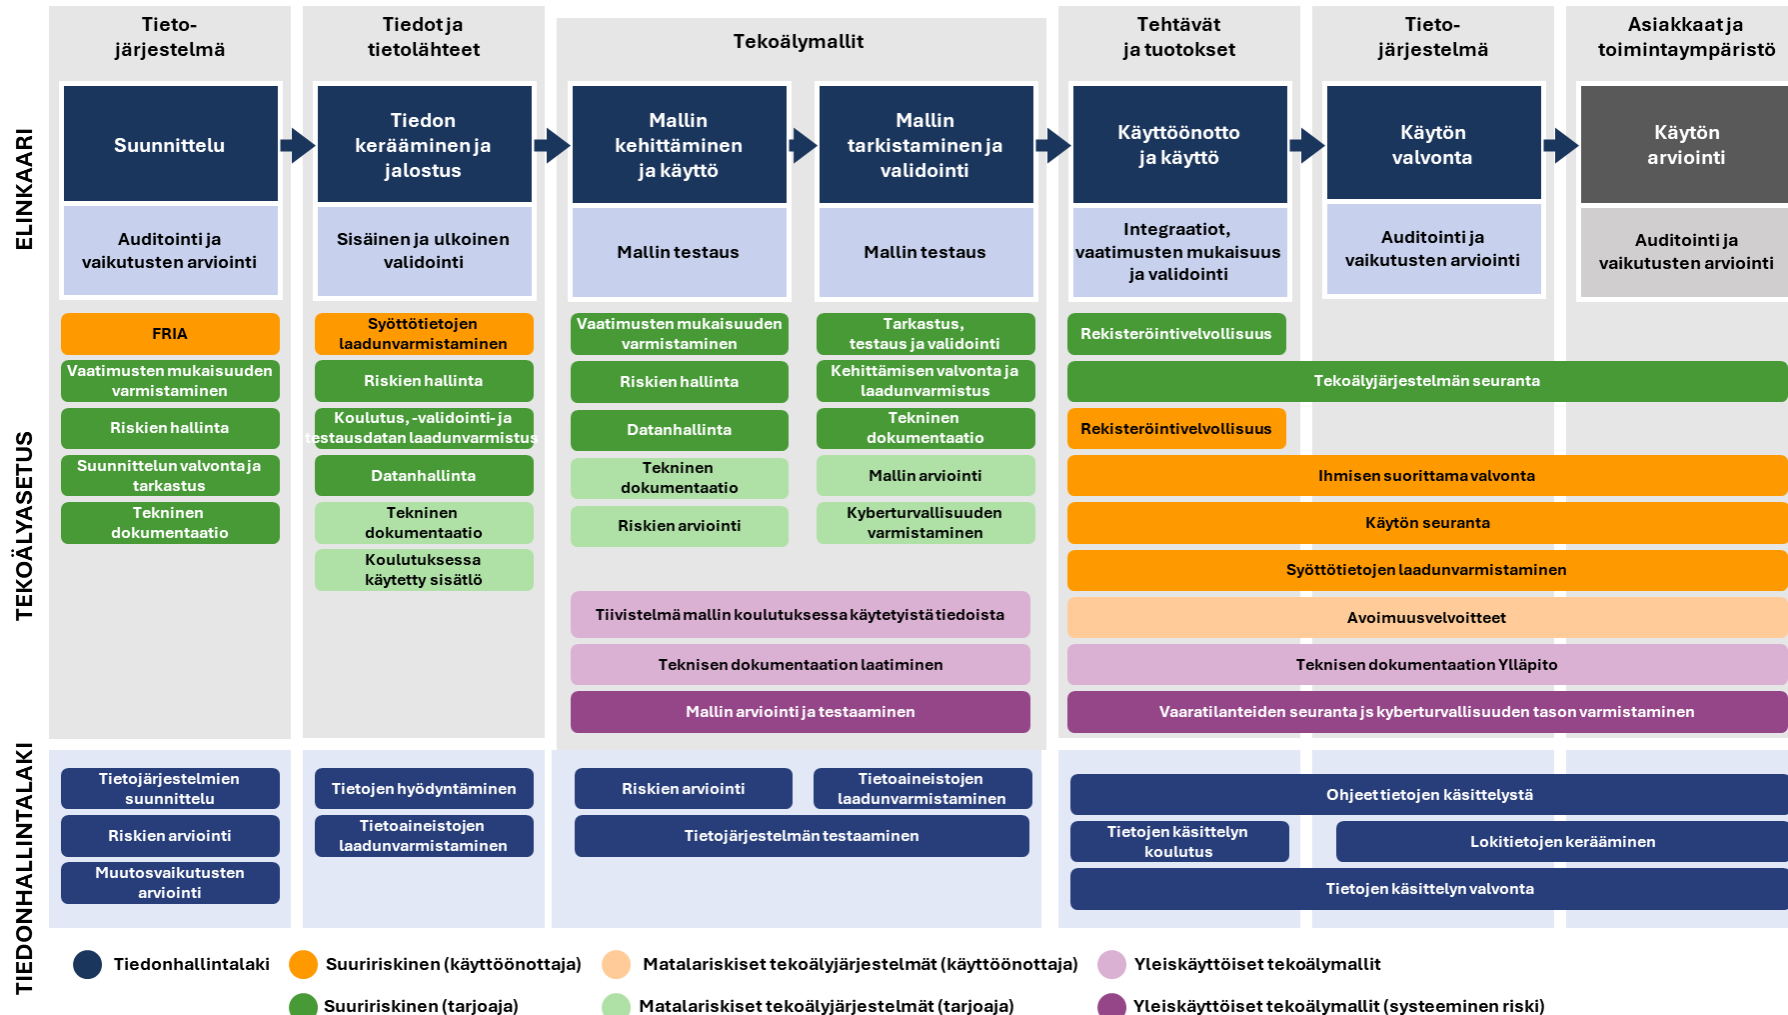 Tieto-
järjestelmä
Tiedot ja
tietolähteet
Tekoälymallit
Tehtävät
ja tuotokset
Tieto-
järjestelmä
Asiakkaat ja
toimintaympäristö
ELINKAARI
Suunnittelu
Tiedon
kerääminen ja
jalostus
Mallin
kehittäminen
ja käyttö
Mallin
tarkistaminen ja
validointi
Käyttöönotto
ja käyttö
Käytön
valvonta
Käytön
arviointi
Auditointi ja
vaikutusten arviointi
Sisäinen ja ulkoinen
validointi
Mallin testaus
Mallin testaus
Integraatiot,
vaatimusten mukaisuus
ja validointi
Auditointi ja
vaikutusten arviointi
Auditointi ja
vaikutusten arviointi
TEKOÄLYASETUS
FRIA
Vaatimusten mukaisuuden
varmistaminen
Riskien hallinta
Suunnittelun valvonta ja
tarkastus
Tekninen
dokumentaatio
Syöttötietojen
laadunvarmistaminen
Riskien hallinta
Koulutus, -validointi- ja
testausdatan laadunvarmistus
Datanhallinta
Tekninen
dokumentaatio
Koulutuksessa
käytetty sisätlö
Vaatimusten mukaisuuden
varmistaminen
Riskien hallinta
Datanhallinta
Tekninen
dokumentaatio
Riskien arviointi
Tarkastus,
testaus ja validointi
Kehittämisen valvonta ja
laadunvarmistus
Tekninen
dokumentaatio
Mallin arviointi
Kyberturvallisuuden
varmistaminen
Tiivistelmä mallin koulutuksessa käytetyistä tiedoista
Teknisen dokumentaation laatiminen
Mallin arviointi ja testaaminen
Rekisteröintivelvollisuus
Tekoälyjärjestelmän seuranta
Rekisteröintivelvollisuus
Ihmisen suorittama valvonta
Käytön seuranta
Syöttötietojen laadunvarmistaminen
Avoimuusvelvoitteet
Teknisen dokumentaation Ylläpito
Vaaratilanteiden seuranta js kyberturvallisuuden tason varmistaminen
TIEDONHALLINTALAKI
Tietojärjestelmien
suunnittelu
Riskien arviointi
Muutosvaikutusten
arviointi
Tietojen hyödyntäminen
Tietoaineistojen
laadunvarmistaminen
Riskien arviointi
Tietoaineistojen
laadunvarmistaminen
Tietojärjestelmän testaaminen
Ohjeet tietojen käsittelystä
Tietojen käsittelyn
koulutus
Lokitietojen kerääminen
Tietojen käsittelyn valvonta
Tiedonhallintalaki
Suuririskinen (käyttöönottaja)
Matalariskiset tekoälyjärjestelmät (käyttöönottaja)
Yleiskäyttöiset tekoälymallit
Suuririskinen (tarjoaja)
Matalariskiset tekoälyjärjestelmät (tarjoaja)
Yleiskäyttöiset tekoälymallit (systeeminen riski)